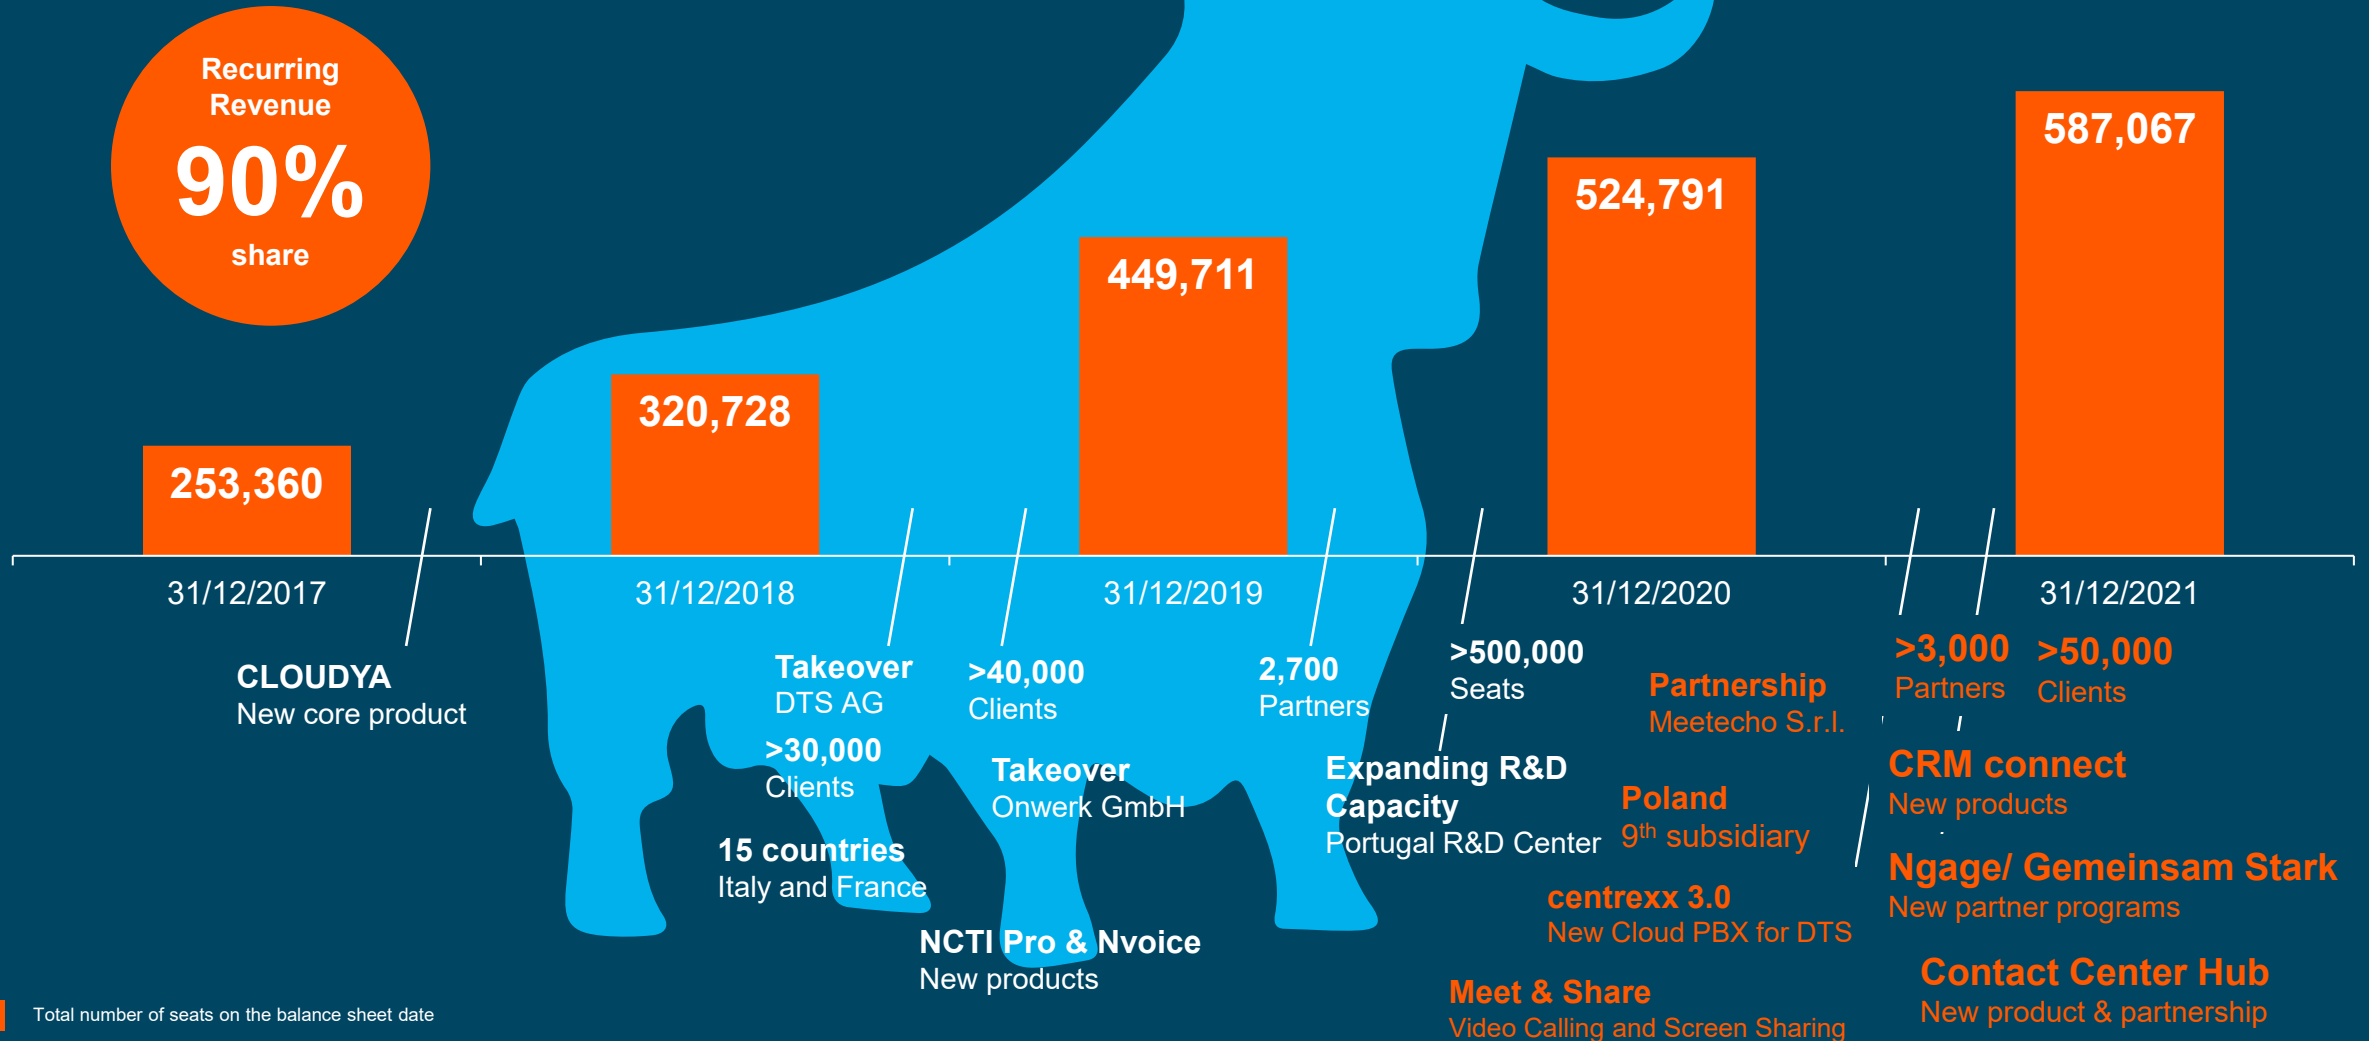 Recurring
Revenue
90%
share
253,360
320,728
449,711
524,791
587,067
31/12/2017
31/12/2018
31/12/2019
31/12/2020
31/12/2021
CLOUDYA
New core product
Takeover
DTS AG
>30,000
Clients
15 countries
Italy and France
>40,000
Clients
Takeover
Onwerk GmbH
NCTI Pro & Nvoice
New products
2,700
Partners
>500,000
Seats
Expanding R&D
Capacity
Portugal R&D Center
Partnership
Meetecho S.r.l.
Poland
9th subsidiary
centrexx 3.0
New Cloud PBX for DTS
Meet & Share
Video Calling and Screen Sharing
>3,000
Partners
>50,000
Clients
CRM connect
New products
Ngage/ Gemeinsam Stark
New partner programs
Contact Center Hub
New product & partnership
Total number of seats on the balance sheet date